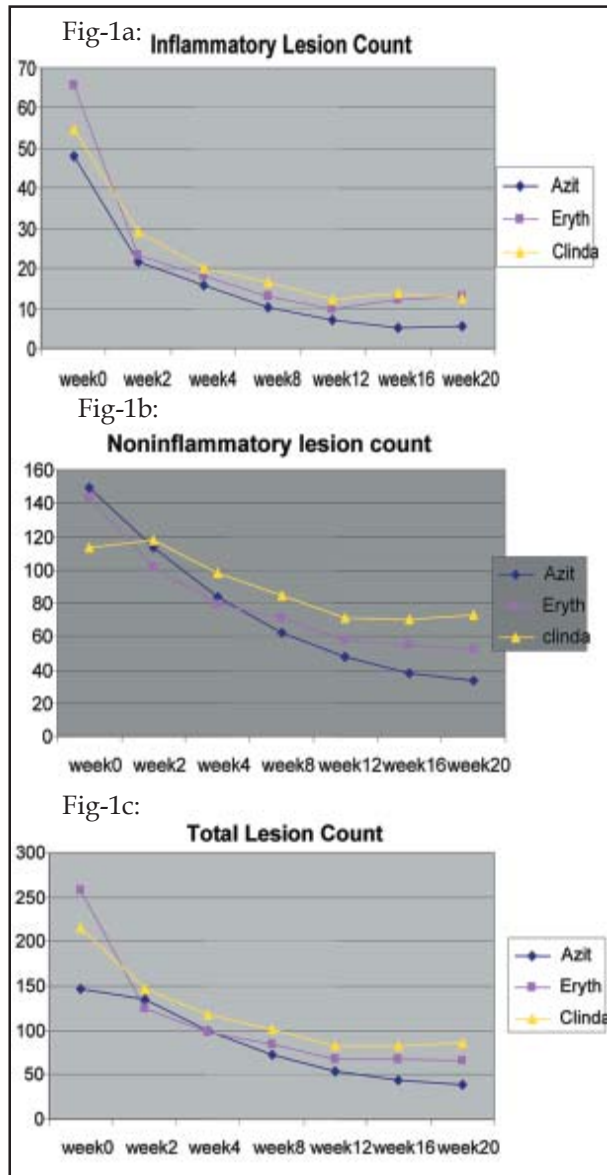 Fig-1a:
Inflammatory Lesion Count
70
60
50
40
30
20
10
0
week0 week2 week4 week8 week12 week16 week20
Azit
Eryth
Clinda
Fig-1b:
Noninflammatory lesion count
160
140
120
100
80
60
40
20
0
week0 week2 week4 week8 week12 week16 week20
Azit
Eryth
clinda
Fig-1c:
Total Lesion Count
300
250
200
150
100
50
0
week0 week2 week4 week8 week12 week16 week20
Azit
Eryth
Clinda